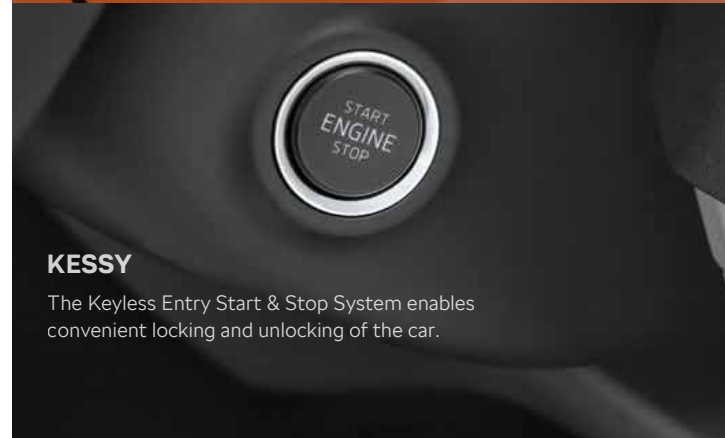 START
ENGINE
STOP
KESSY
The Keyless Entry Start & Stop System enables
convenient locking and unlocking of the car.